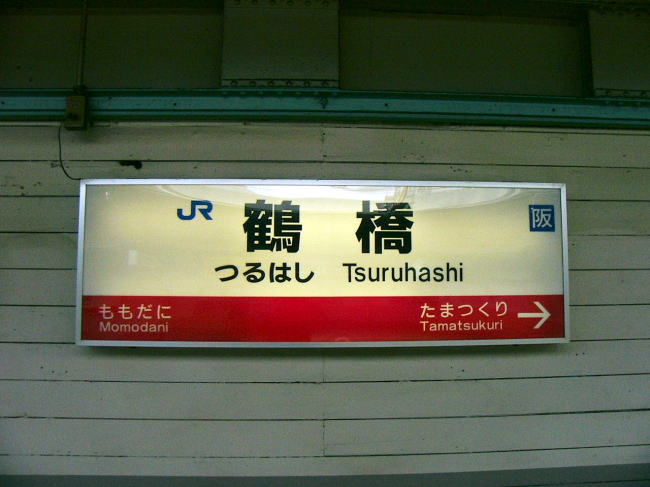 JR 鶴橋 阪
つるはし Tsuruhashi
ももだに たまつくり →
Momodani Tamatsukuri